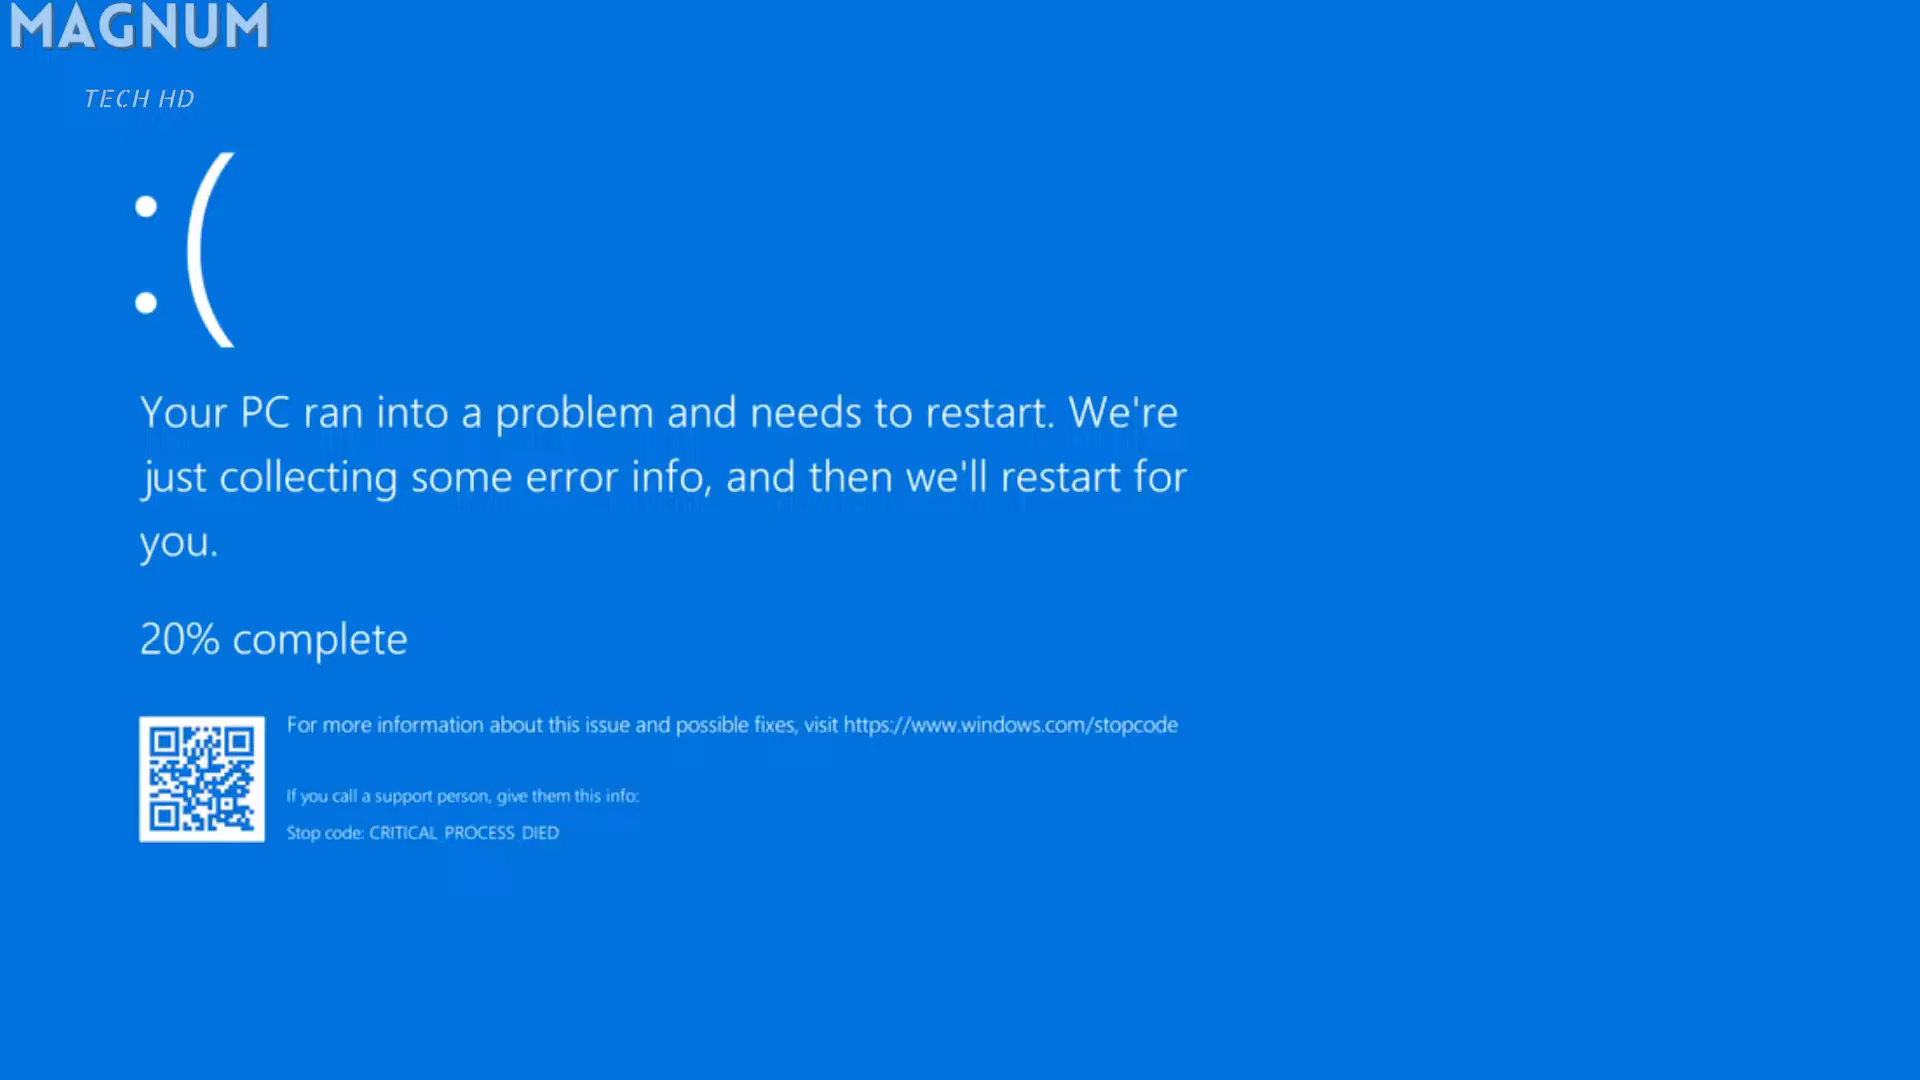 MAGNUM
TECH HD
:(
Your PC ran into a problem and needs to restart. We're
just collecting some error info, and then we'll restart for
you.
20% complete
For more information about this issue and possible fixes, visit https://www.windows.com/stopcode
If you call a support person, give them this info:
Stop code: CRITICAL_PROCESS_DIED